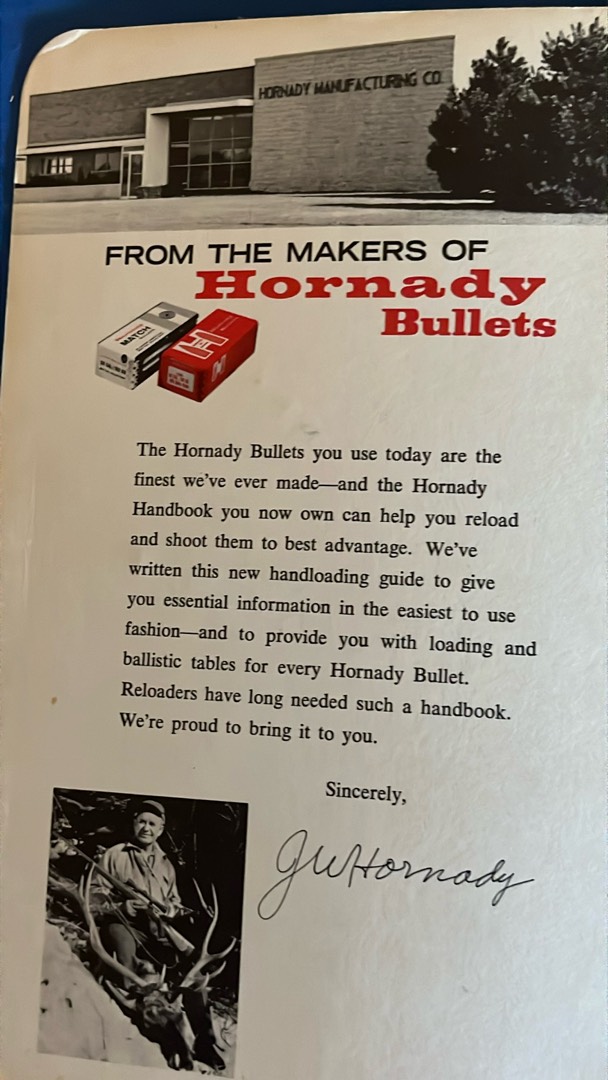 HORNADY MANUFACTURING CO.
FROM THE MAKERS OF
Hornady
Bullets
MATCH
The Hornady Bullets you use today are the
finest we've ever made—and the Hornady
Handbook you now own can help you reload
and shoot them to best advantage. We've
written this new handloading guide to give
you essential information in the easiest to use
fashion—and to provide you with loading and
ballistic tables for every Hornady Bullet.
Reloaders have long needed such a handbook.
We're proud to bring it to you.
Sincerely,
JWHornady